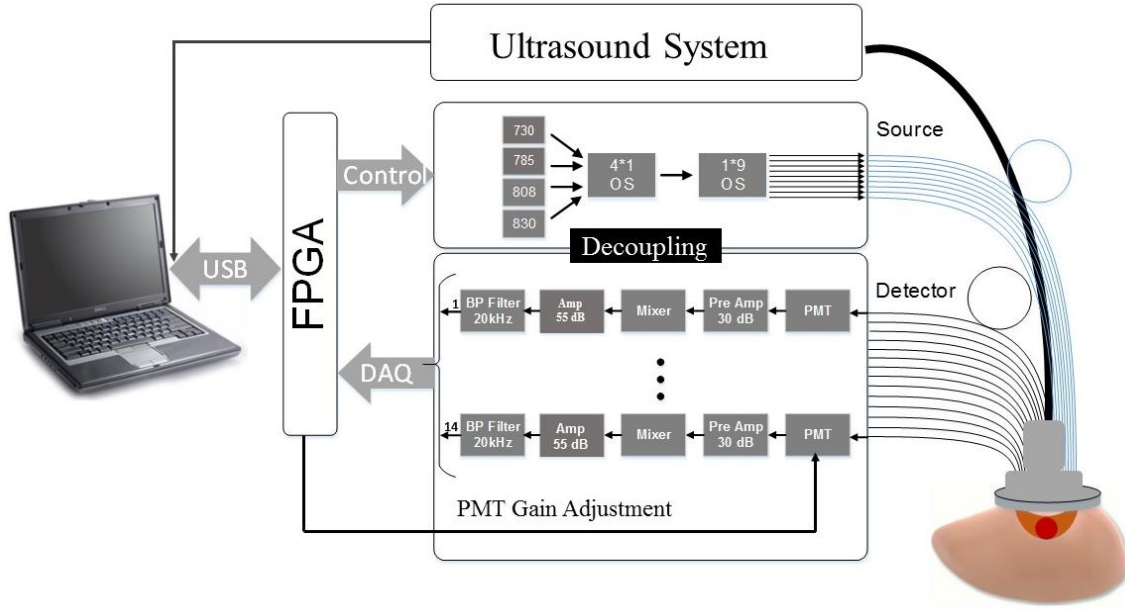 Ultrasound System
FPGA
Control
730
785
808
830
4*1
OS
1*9
OS
Source
Decoupling
USB
Detector
1
BP Filter
20kHz
Amp
55 dB
Mixer
Pre Amp
30 dB
PMT
DAQ
14
BP Filter
20kHz
Amp
55 dB
Mixer
Pre Amp
30 dB
PMT
PMT Gain Adjustment